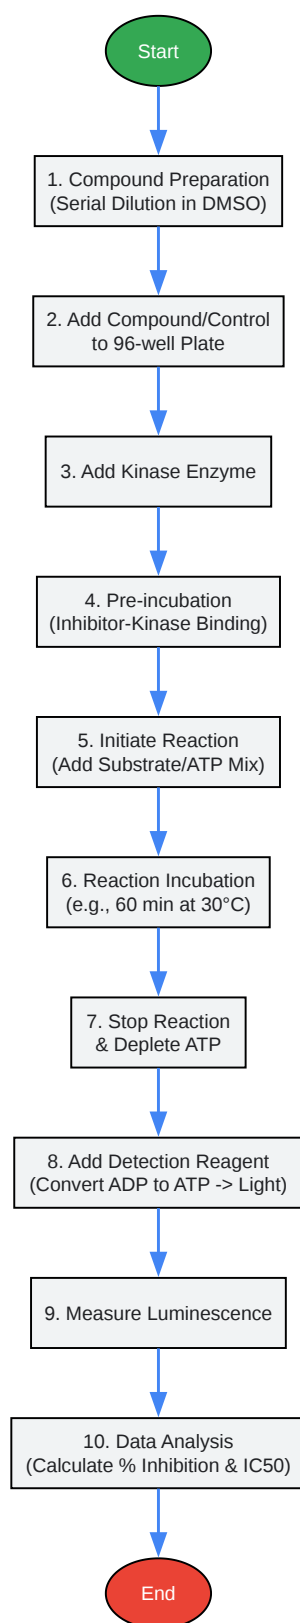 Start
1. Compound Preparation
(Serial Dilution in DMSO)
2. Add Compound/Control
to 96-well Plate
3. Add Kinase Enzyme
4. Pre-incubation
(Inhibitor-Kinase Binding)
5. Initiate Reaction
(Add Substrate/ATP Mix)
6. Reaction Incubation
(e.g., 60 min at 30°C)
7. Stop Reaction
& Deplete ATP
8. Add Detection Reagent
(Convert ADP to ATP -> Light)
9. Measure Luminescence
10. Data Analysis
(Calculate % Inhibition & IC50)
End